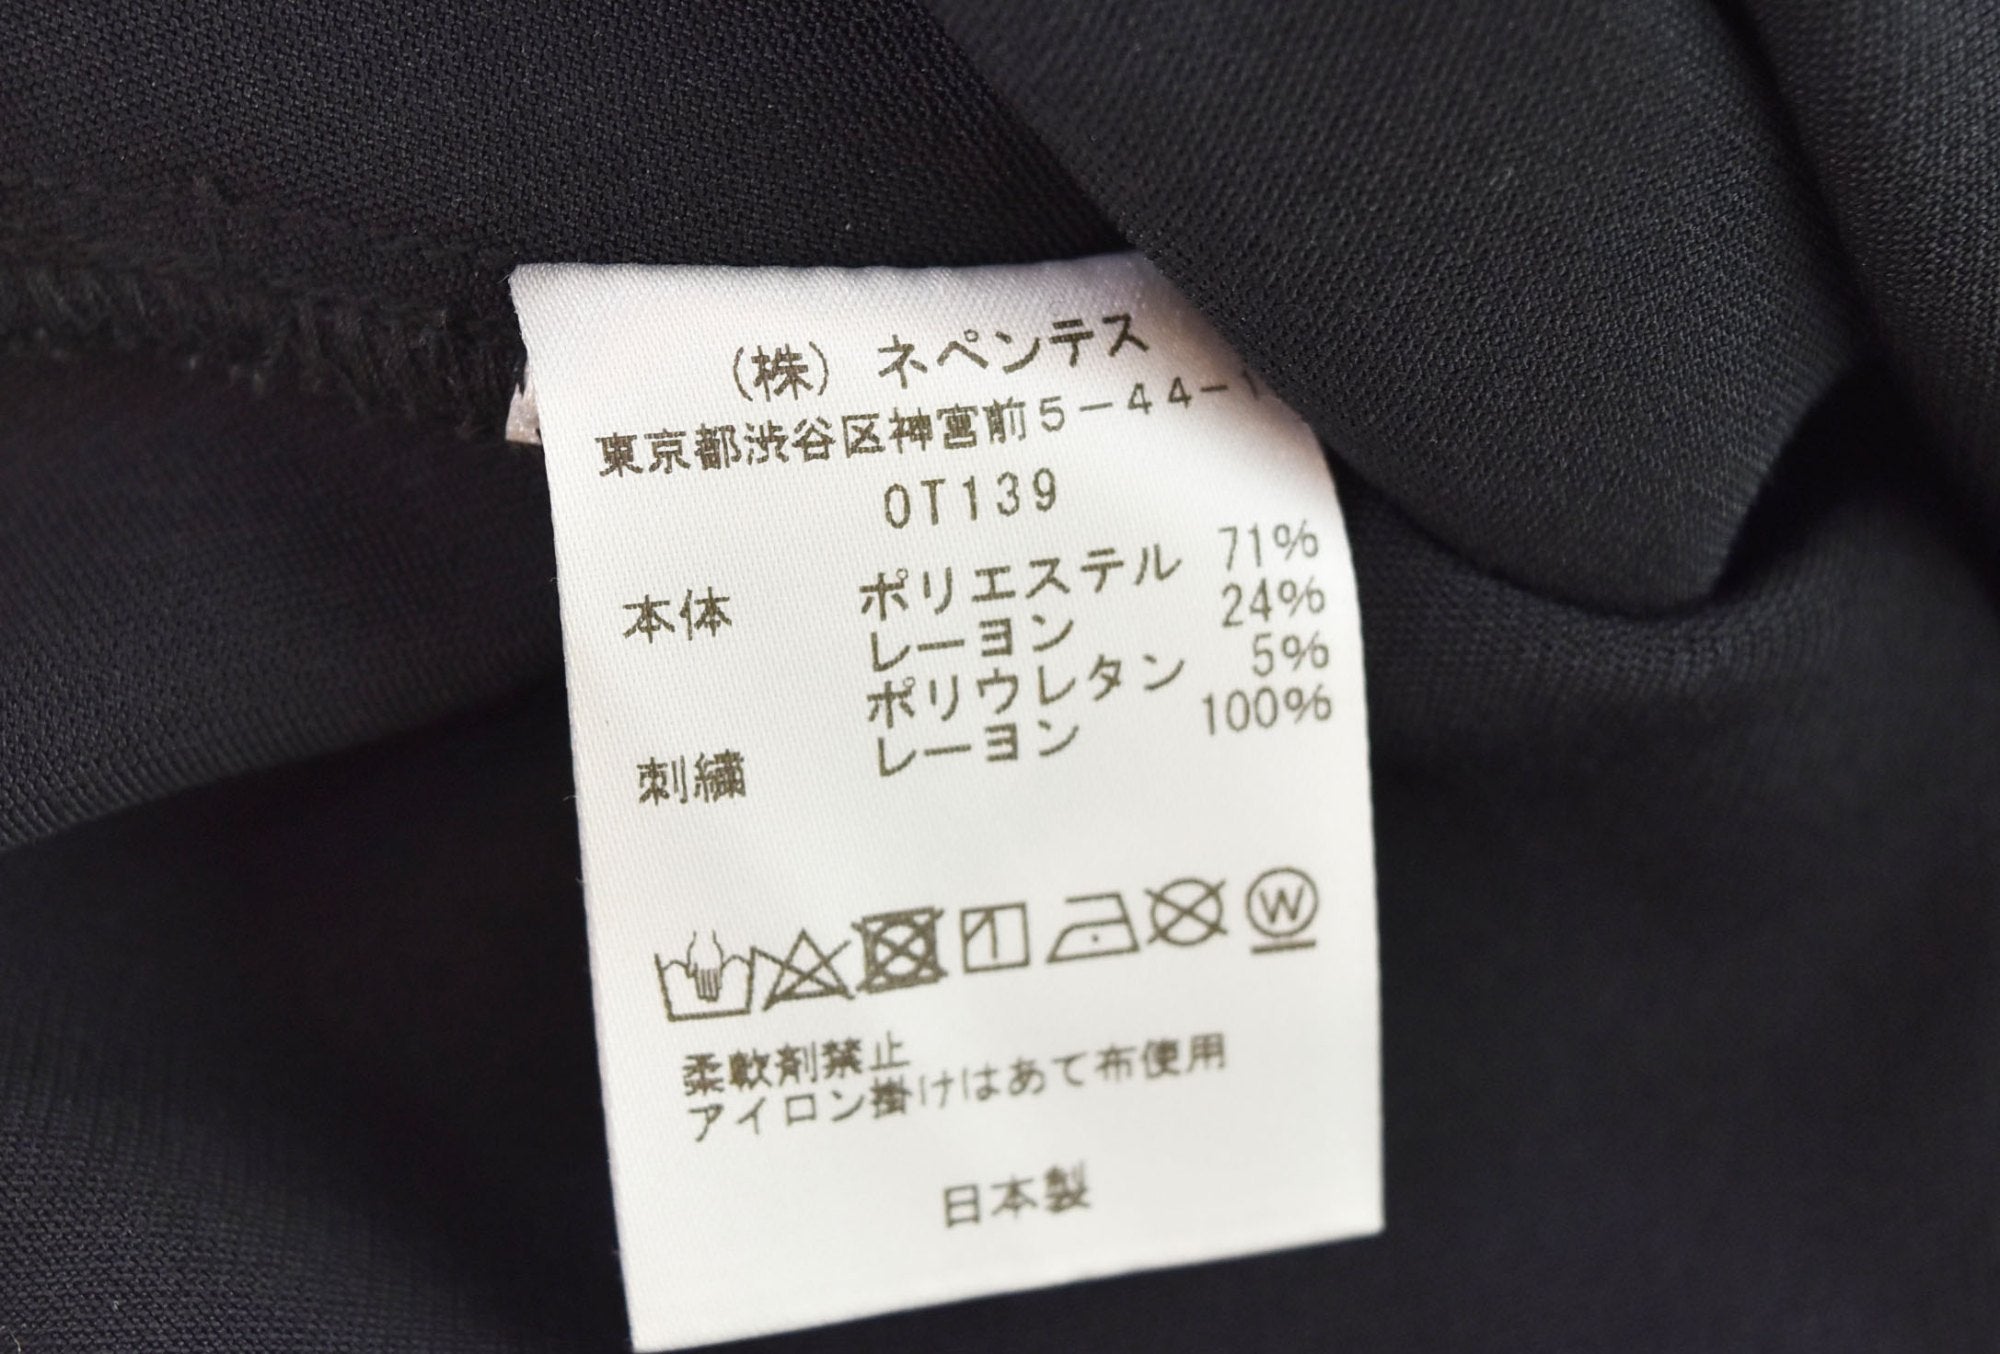 (株) ネペンテス
東京都渋谷区神宮前5-44-
OT139
本体 ポリエステル 71%
レーヨン 24%
ポリウレタン 5%
刺繍 レーヨン 100%
W
柔軟剤禁止
アイロン掛けはあて布使用
日本製